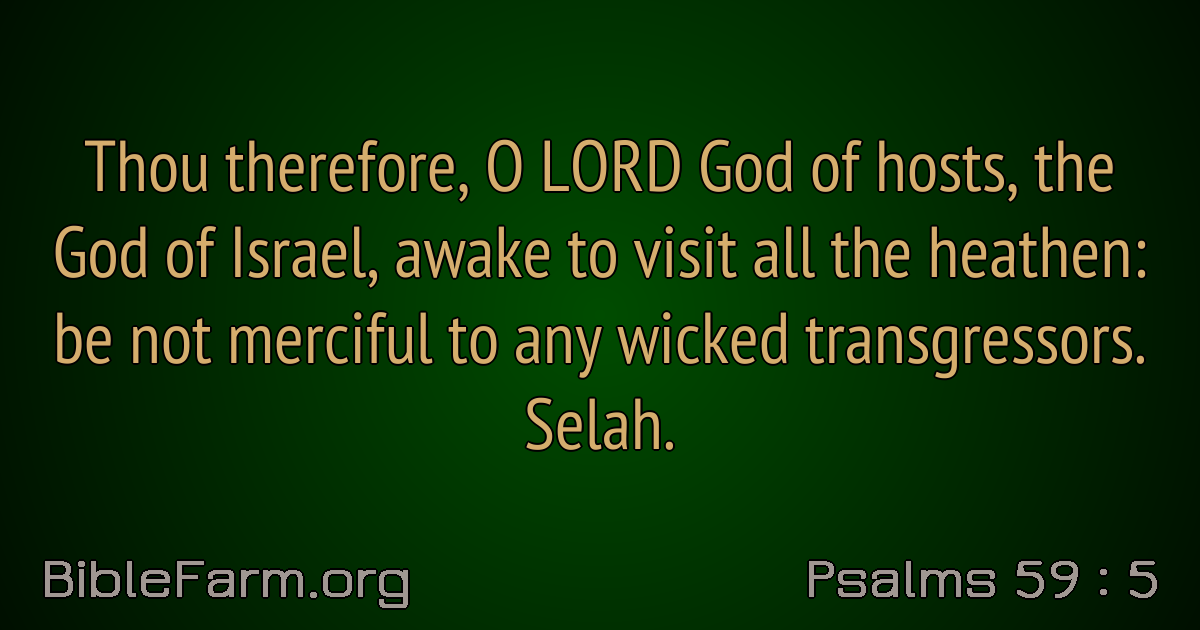 Thou therefore, O LORD God of hosts, the
God of Israel, awake to visit all the heathen:
be not merciful to any wicked transgressors.
Selah.
BibleFarm.org
Psalms 59 : 5